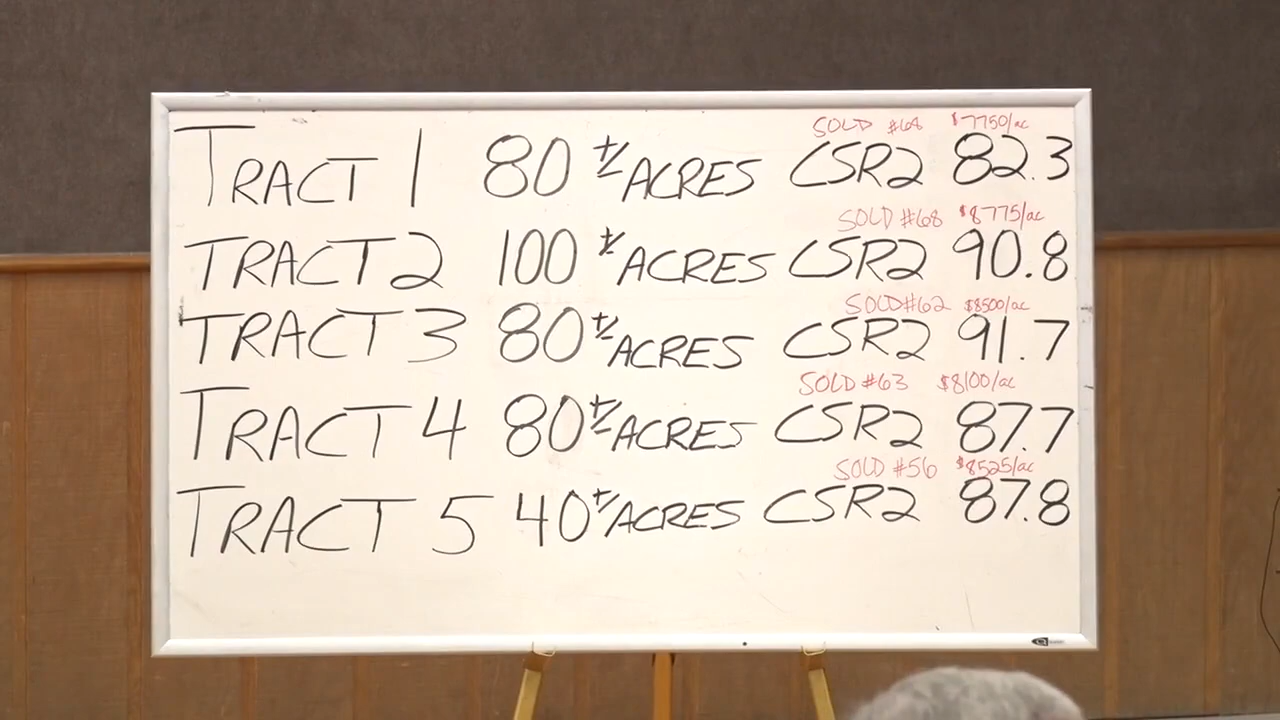 SOLD #68 $7750/ac
TRACT 1 80 +/- ACRES CSR2 82.3
SOLD #68 $8775/ac
TRACT 2 100 +/- ACRES CSR2 90.8
SOLD #62 $8500/ac
TRACT 3 80 +/- ACRES CSR2 91.7
SOLD #63 $8100/ac
TRACT 4 80 +/- ACRES CSR2 87.7
SOLD #56 $8525/ac
TRACT 5 40 +/- ACRES CSR2 87.8